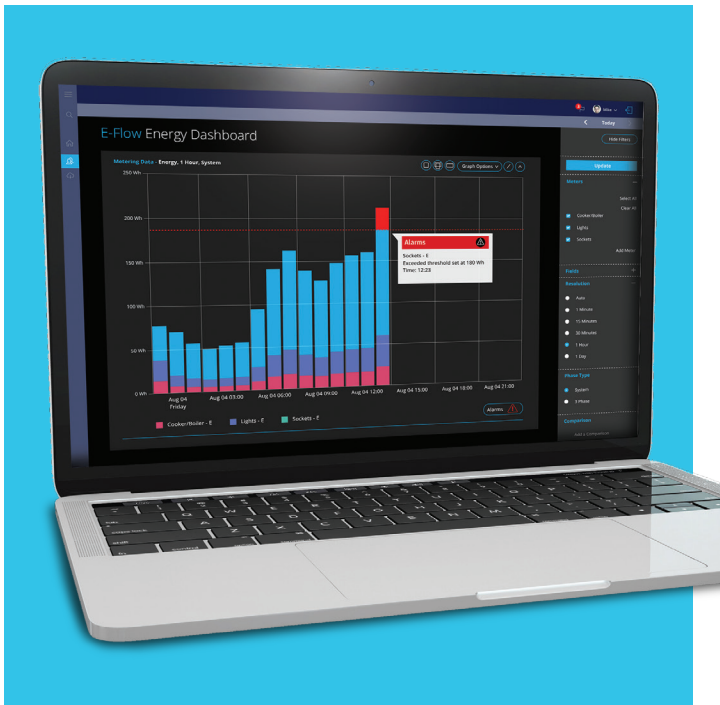 Mike
Today
E-Flow Energy Dashboard
Hide Filters
Metering Data - Energy, 1 Hour, System
Graph Options
Update
250 Wh
200 Wh
150 Wh
100 Wh
50 Wh
0 Wh
Alarms
Sockets - E
Exceeded threshold set at 180 Wh
Time: 12:23
Aug 04
Friday
Aug 04 03:00
Aug 04 06:00
Aug 04 09:00
Aug 04 12:00
Aug 04 15:00
Aug 04 18:00
Aug 04 21:00
Cooker/Boiler - E
Lights - E
Sockets - E
Alarms
Meters
Select All
Clear All
Cooker/Boiler
Lights
Sockets
Add Meter
Fields
Resolution
Auto
1 Minute
15 Minutes
30 Minutes
1 Hour
1 Day
Phase Type
System
3 Phase
Comparison
Add a Comparison
Q W
A S D F G H J K L
Z X C V B N M